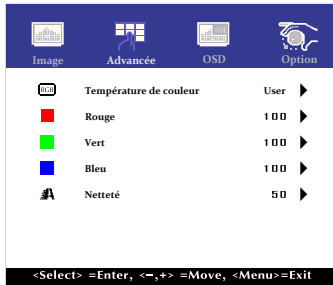 Image Advancée OSD Option
RGB Température de couleur User
Rouge 100
Vert 100
Bleu 100
A Netteté 50
<Select> =Enter, <−,+> =Move, <Menu>=Exit